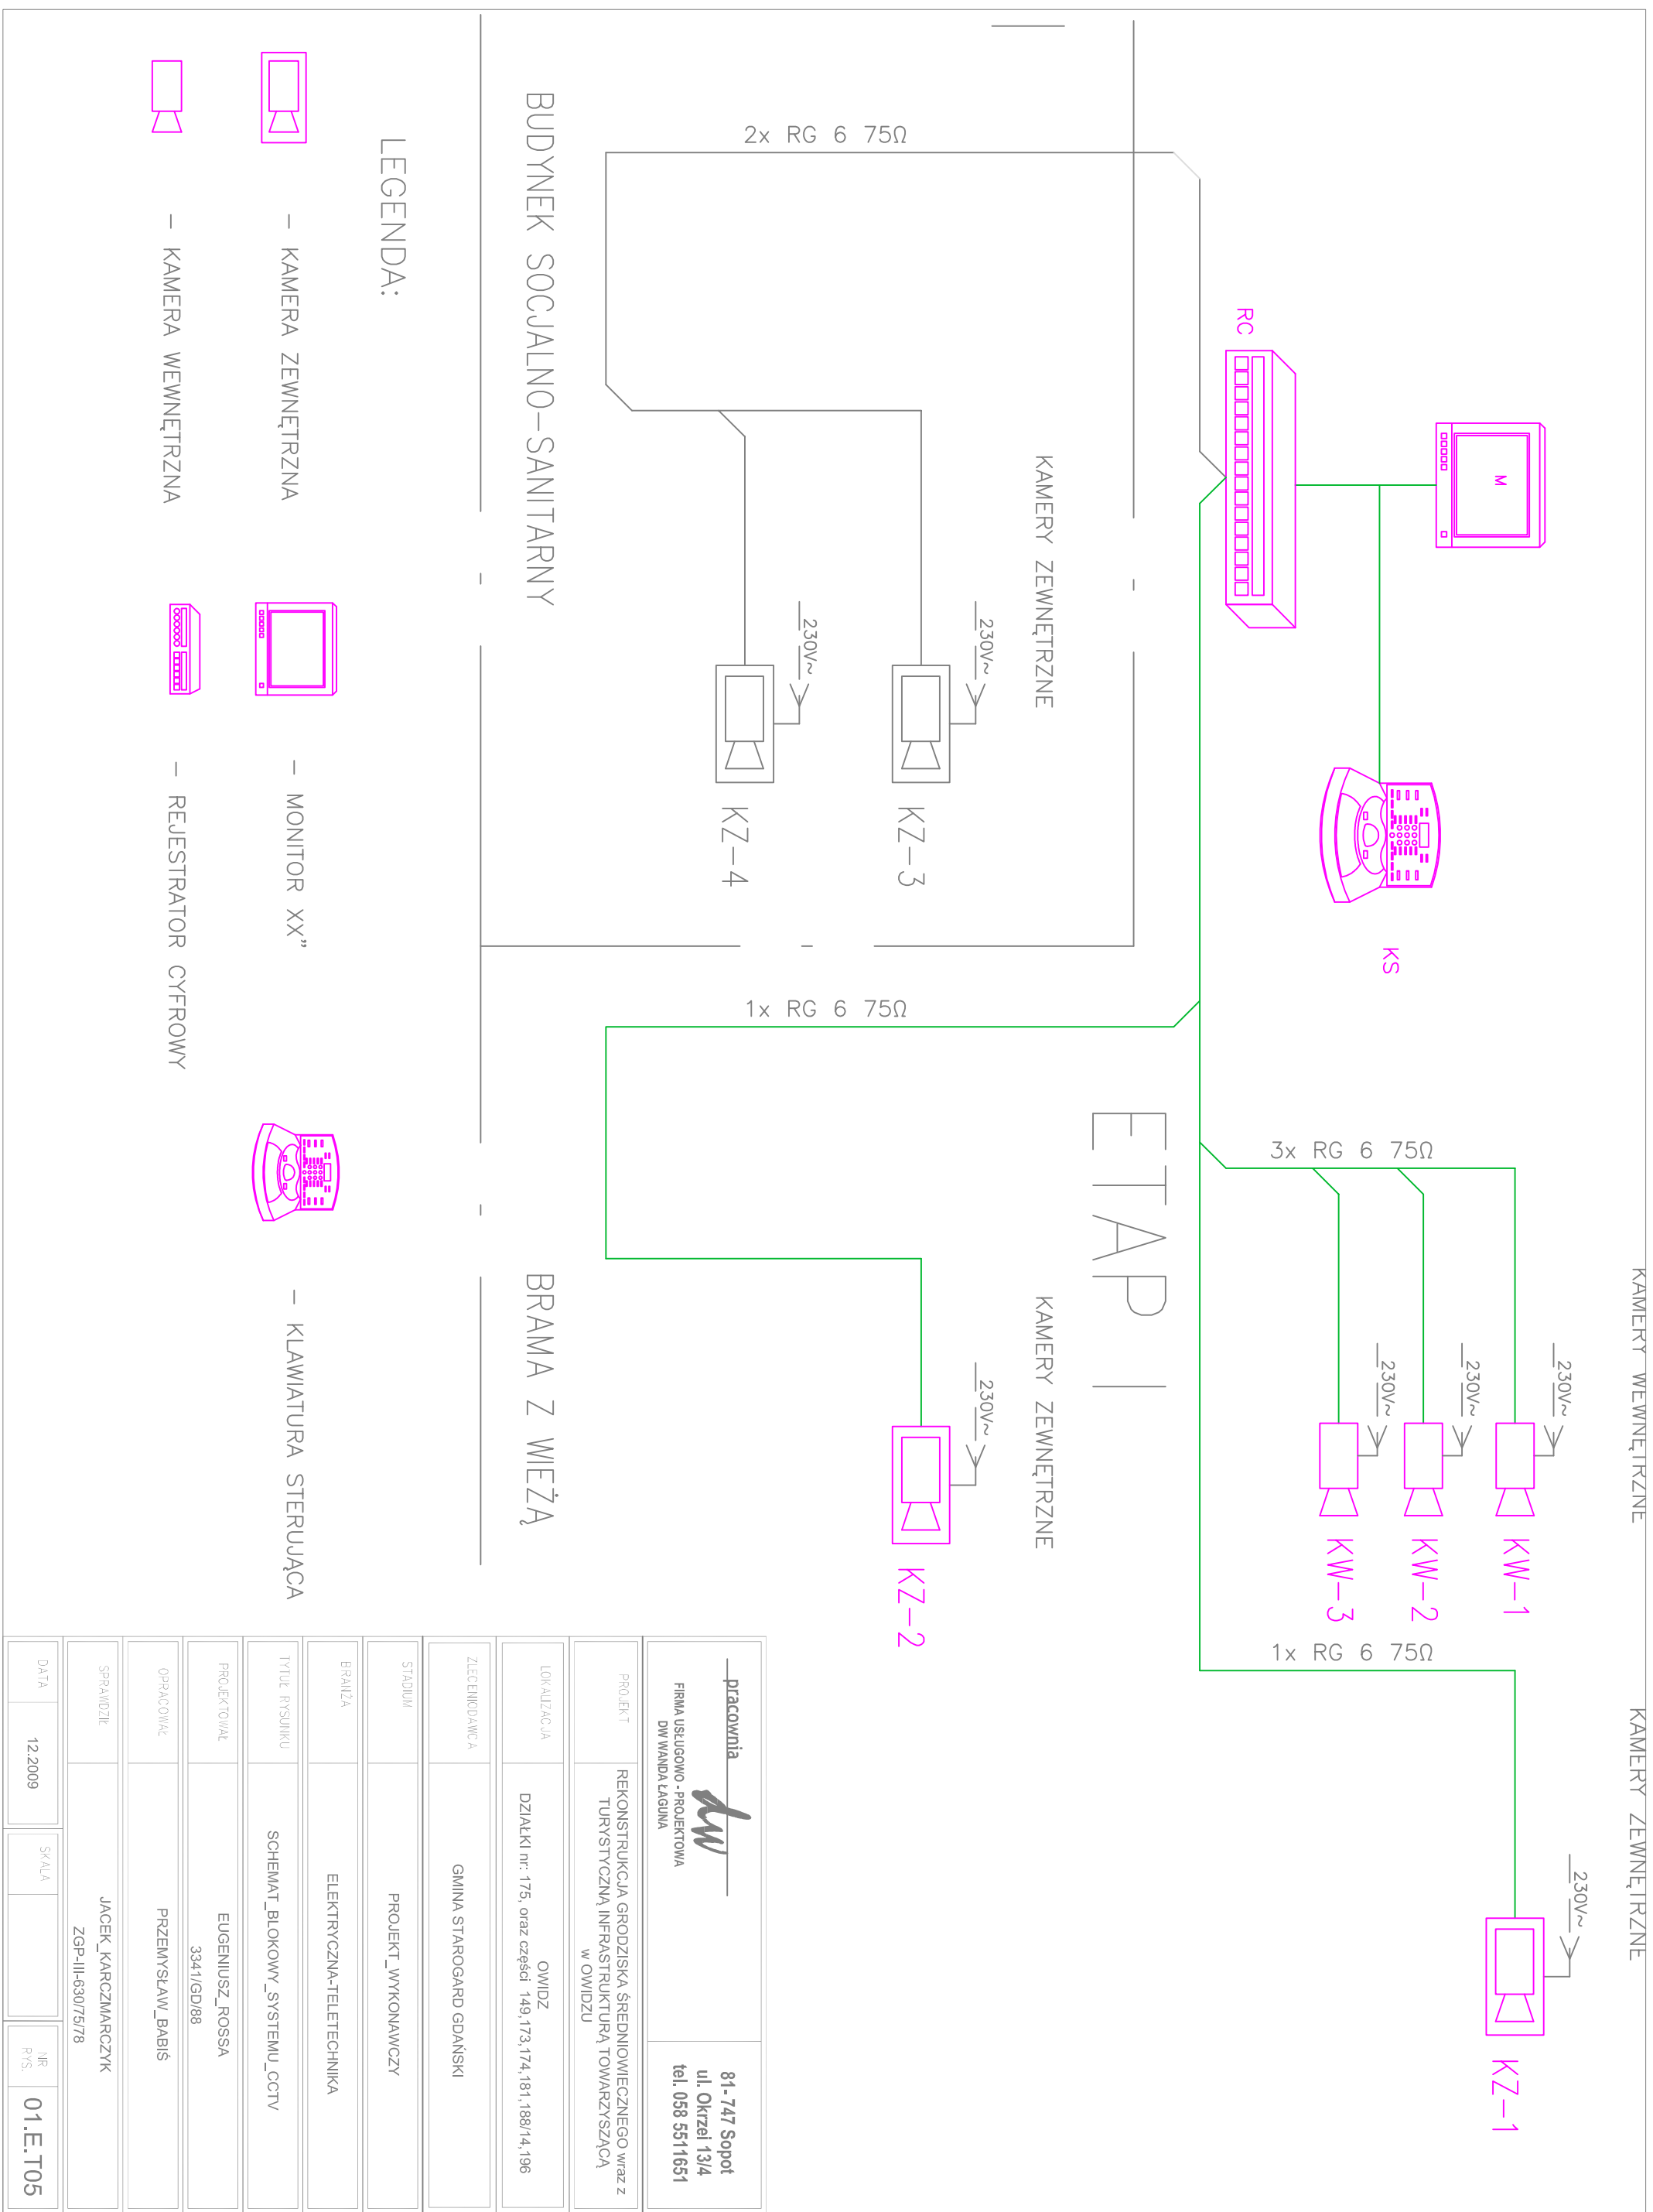 KAMERY WEWNĘTRZNE
KAMERY ZEWNĘTRZNE
M
RC
KS
230V~
KW-1
230V~
KW-2
230V~
KW-3
230V~
KZ-1
3x RG 6 75Ω
1x RG 6 75Ω
ETAP I
2x RG 6 75Ω
1x RG 6 75Ω
KAMERY ZEWNĘTRZNE
230V~
KZ-3
230V~
KZ-4
KAMERY ZEWNĘTRZNE
230V~
KZ-2
BUDYNEK SOCJALNO-SANITARNY
BRAMA Z WIEŻĄ
LEGENDA:
- KAMERA ZEWNĘTRZNA
- MONITOR XX"
- KLAWIATURA STERUJĄCA
- KAMERA WEWNĘTRZNA
- REJESTRATOR CYFROWY
pracownia
dw
FIRMA USŁUGOWO - PROJEKTOWA
DW WANDA ŁAGUNA
81- 747 Sopot
ul. Okrzei 13/4
tel. 058 5511651
PROJEKT
REKONSTRUKCJA GRODZISKA ŚREDNIOWIECZNEGO wraz z
TURYSTYCZNĄ INFRASTRUKTURĄ TOWARZYSZĄCĄ
w OWIDZU
LOKALIZACJA
OWIDZ
DZIAŁKI nr: 175, oraz części 149,173,174,181,188/14,196
ZLECENIODAWCA
GMINA STAROGARD GDAŃSKI
STADIUM
PROJEKT_WYKONAWCZY
BRANŻA
ELEKTRYCZNA-TELETECHNIKA
TYTUŁ RYSUNKU
SCHEMAT_BLOKOWY_SYSTEMU_CCTV
PROJEKTOWAŁ
EUGENIUSZ_ROSSA
3341/GD/88
OPRACOWAŁ
PRZEMYSŁAW_BABIŚ
SPRAWDZIŁ
JACEK_KARCZMARCZYK
ZGP-III-630/75/78
DATA
12.2009
SKALA
NR
RYS.
01.E.T05